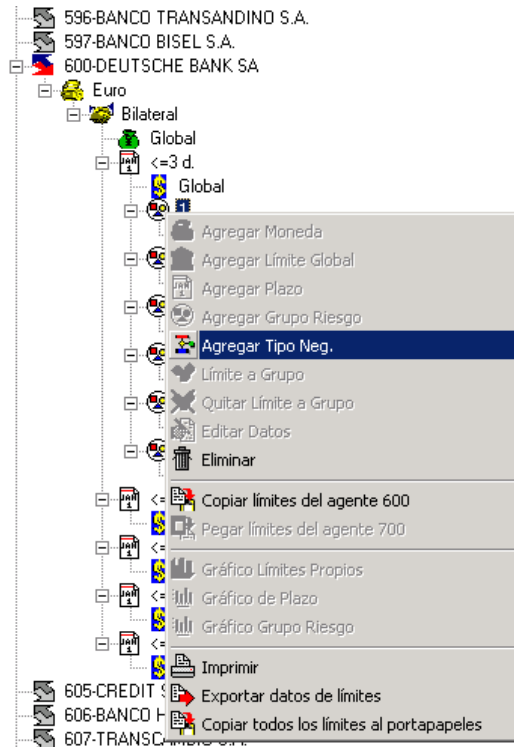 596-BANCO TRANSANDINO S.A.
597-BANCO BISEL S.A.
600-DEUTSCHE BANK SA
Euro
Bilateral
Global
<=3 d.
Global
1
Agregar Moneda
Agregar Límite Global
Agregar Plazo
Agregar Grupo Riesgo
Agregar Tipo Neg.
Límite a Grupo
Quitar Límite a Grupo
Editar Datos
Eliminar
<= Copiar límites del agente 600
Pegar límites del agente 700
<=
Gráfico Límites Propios
<= Gráfico de Plazo
Gráfico Grupo Riesgo
<=
Imprimir
605-CREDIT Exportar datos de límites
606-BANCO Copiar todos los límites al portapapeles
607-